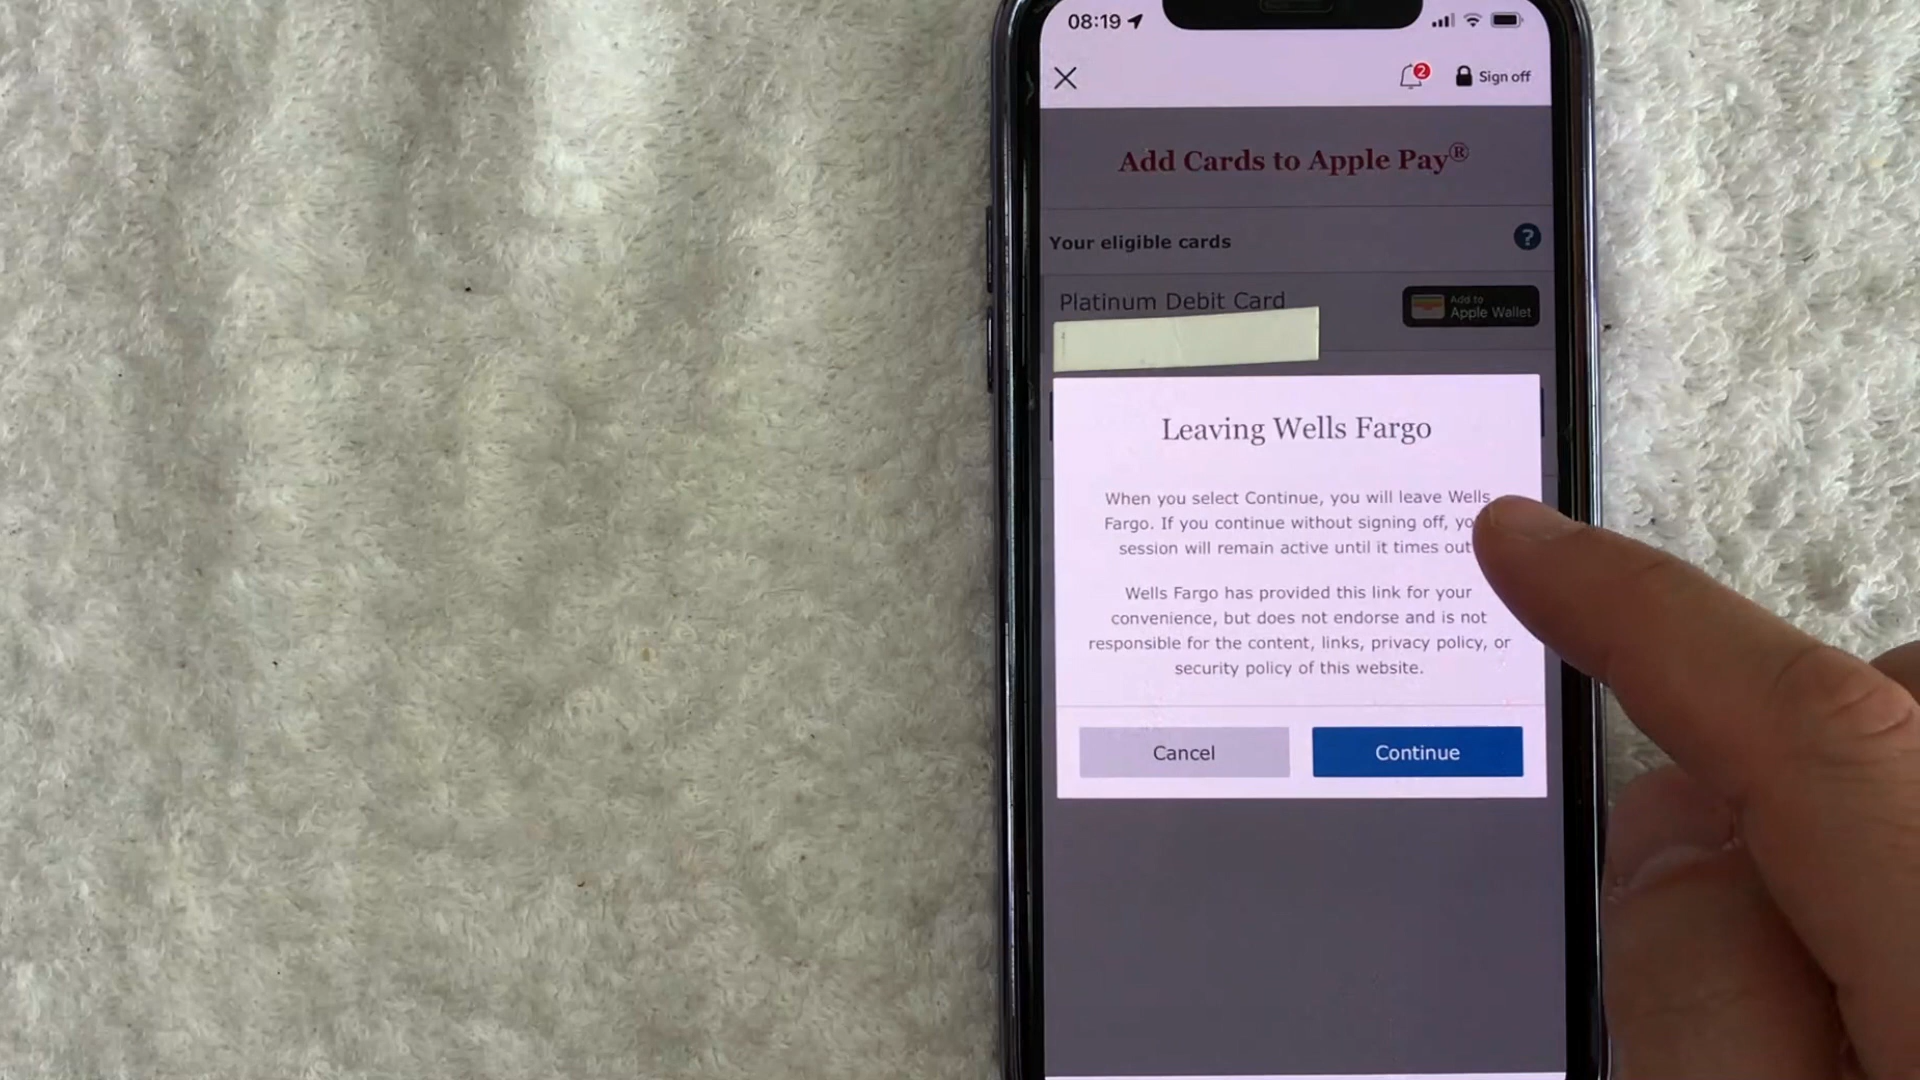 08:19
2
Sign off
Add Cards to Apple Pay®
Your eligible cards
?
Platinum Debit Card
Add to
Apple Wallet
Leaving Wells Fargo
When you select Continue, you will leave Wells
Fargo. If you continue without signing off,
session will remain active until it times out
Wells Fargo has provided this link for your
convenience, but does not endorse and is not
responsible for the content, links, privacy policy, or
security policy of this website.
Cancel
Continue